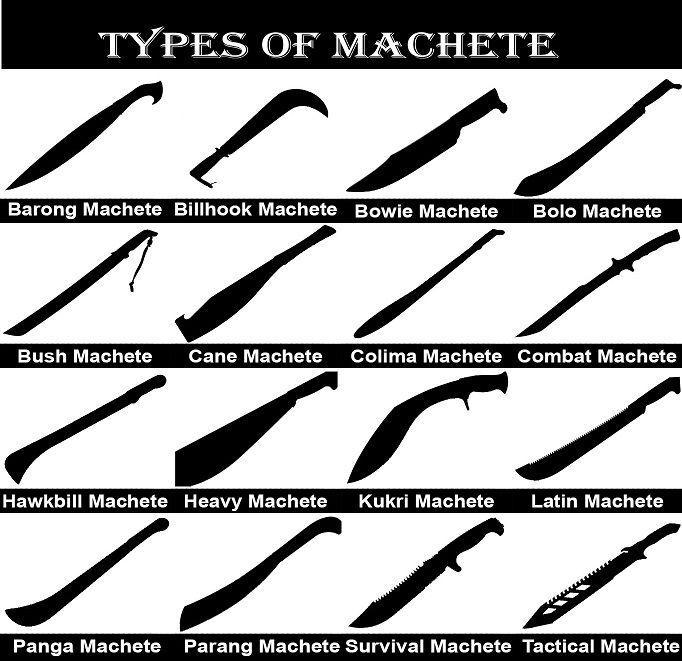 TYPES OF MACHETE
Barong Machete Billhook Machete Bowie Machete Bolo Machete
Bush Machete Cane Machete Colima Machete Combat Machete
Hawkbill Machete Heavy Machete Kukri Machete Latin Machete
Panga Machete Parang Machete Survival Machete Tactical Machete